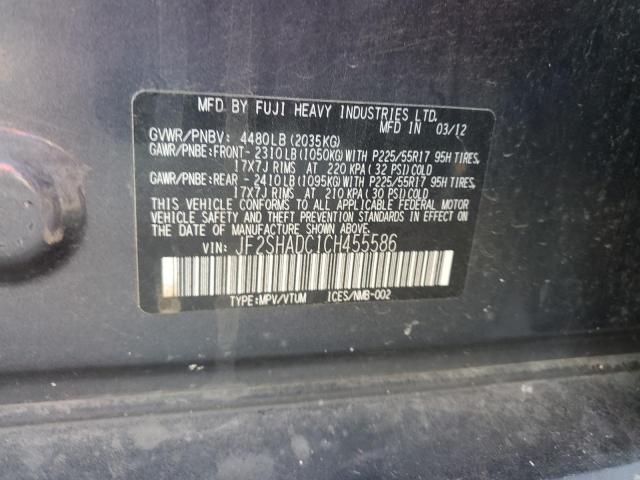 MFD BY FUJI HEAVY INDUSTRIES LTD.
MFD IN 03/12
GVWR/PNBV: 4480LB (2035KG)
GAWR/PNBE:FRONT-2310LB(1050KG)WITH P225/55R17 95H TIRES,
17X7J RIMS AT 220 KPA ( 32 PSI)COLD
GAWR/PNBE:REAR -2410LB(1095KG)WITH P225/55R17 95H TIRES,
17X7J RIMS AT 210 KPA ( 30 PSI)COLD
THIS VEHICLE CONFORMS TO ALL APPLICABLE FEDERAL MOTOR
VEHICLE SAFETY AND THEFT PREVENTION STANDARDS IN EFFECT ON
THE DATE OF MANUFACTURE SHOWN ABOVE.
VIN: JF2SHADC1CH455586
TYPE:MPV/VTUM ICES/NMB-002